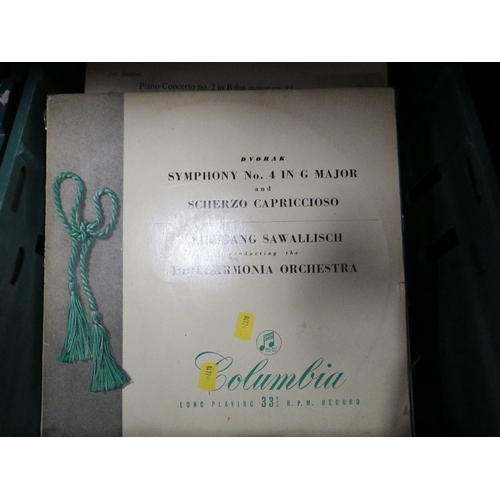 Piano Concerto no. 2 in B flat
DVORAK
SYMPHONY No. 4 IN G MAJOR
and
SCHERZO CAPRICCIOSO
SAWALLISCH
conducting the
ORCHESTRA
Columbia
LONG PLAYING 33⅓ R.P.M. RECORD